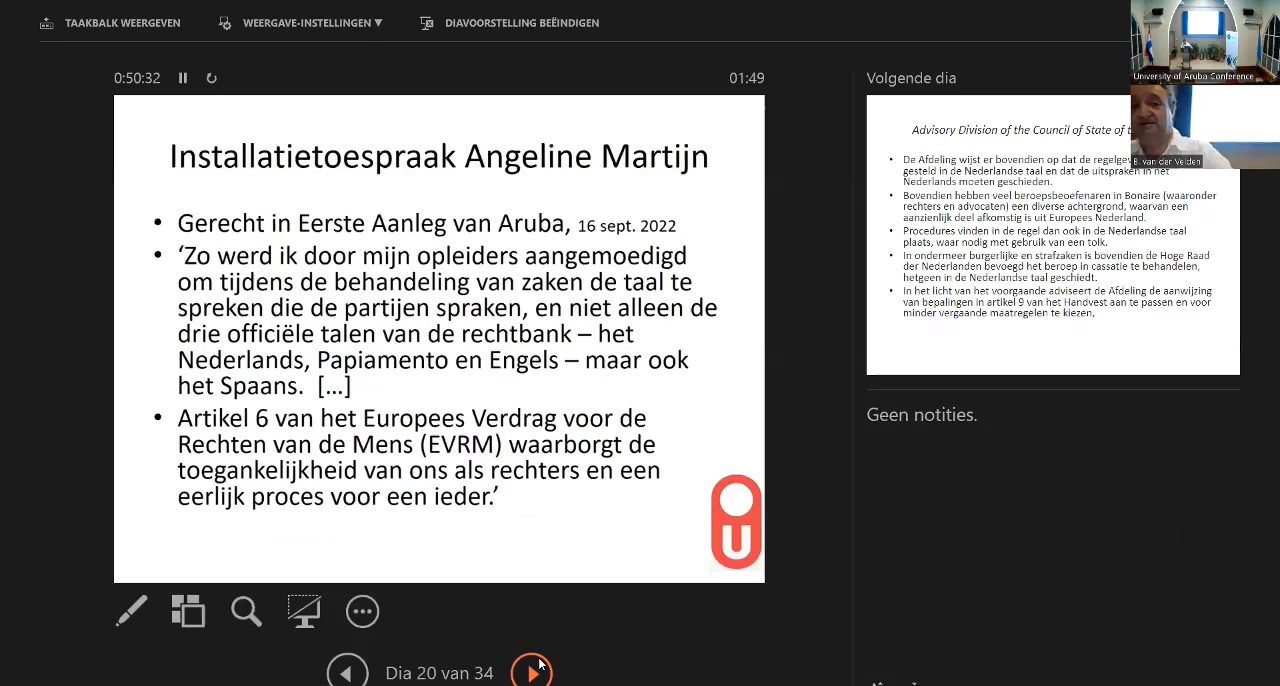 TAAKBALK WEERGEVEN
WEERGAVE-INSTELLINGEN ▼
DIAVOORSTELLING BEËINDIGEN
0:50:32
01:49
Installatietoespraak Angeline Martijn
• Gerecht in Eerste Aanleg van Aruba, 16 sept. 2022
• ‘Zo werd ik door mijn opleiders aangemoedigd
om tijdens de behandeling van zaken de taal te
spreken die de partijen spraken, en niet alleen de
drie officiële talen van de rechtbank – het
Nederlands, Papiamento en Engels – maar ook
het Spaans. [...]
• Artikel 6 van het Europees Verdrag voor de
Rechten van de Mens (EVRM) waarborgt de
toegankelijkheid van ons als rechters en een
eerlijk proces voor een ieder.’
U
Dia 20 van 34
Volgende dia
Advisory Division of the Council of State of t
• De Afdeling wijst er bovendien op dat de regelgev
gesteld in de Nederlandse taal en dat de uitspraken in het
Nederlands moeten geschieden.
• Bovendien hebben veel beroepsbeoefenaren in Bonaire (waaronder
rechters en advocaten) een diverse achtergrond, waarvan een
aanzienlijk deel afkomstig is uit Europees Nederland.
• Procedures vinden in de regel dan ook in de Nederlandse taal
plaats, waar nodig met gebruik van een tolk.
• In ondermeer burgerlijke en strafzaken is bovendien de Hoge Raad
der Nederlanden bevoegd het beroep in cassatie te behandelen,
hetgeen in de Nederlandse taal geschiedt.
• In het licht van het voorgaande adviseert de Afdeling de aanwijzing
van bepalingen in artikel 9 van het Handvest aan te passen en voor
minder vergaande maatregelen te kiezen,
Geen notities.
University of Aruba Conference
B. van der Velden